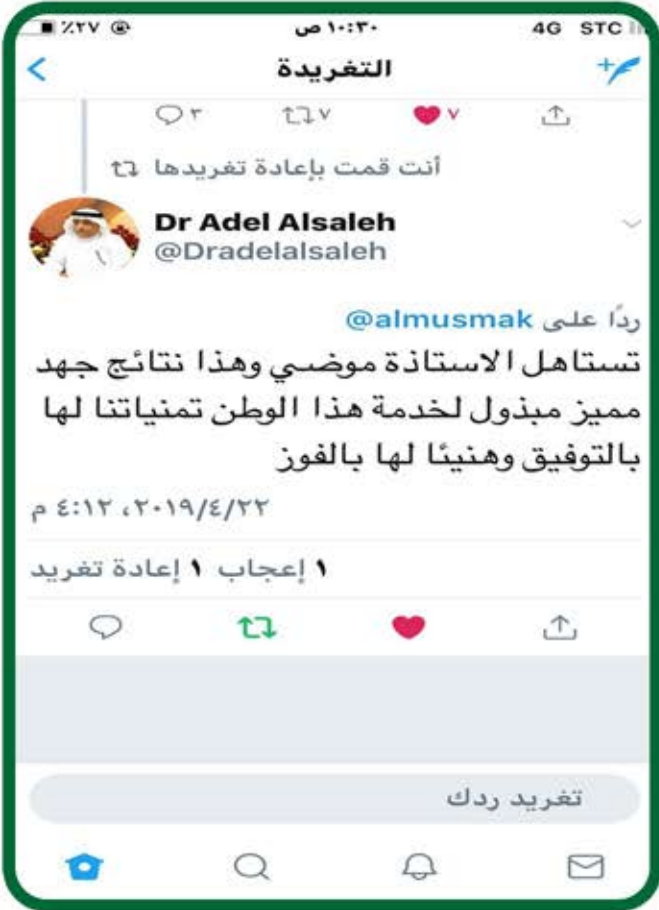 ٪٢٧ ١٠:٣٠ ص 4G STC
التغريدة
٣ ٧ ٧
أنت قمت بإعادة تغريدها
Dr Adel Alsaleh
@Dradelalsaleh
ردًا على @almusmak
تستاهل الاستاذة موضي وهذا نتائج جهد
مميز مبذول لخدمة هذا الوطن تمنياتنا لها
بالتوفيق وهنيئا لها بالفوز
٢٠١٩/٤/٢٢، ٤:١٢ م
١ إعجاب ١ إعادة تغريد
تغريد ردك